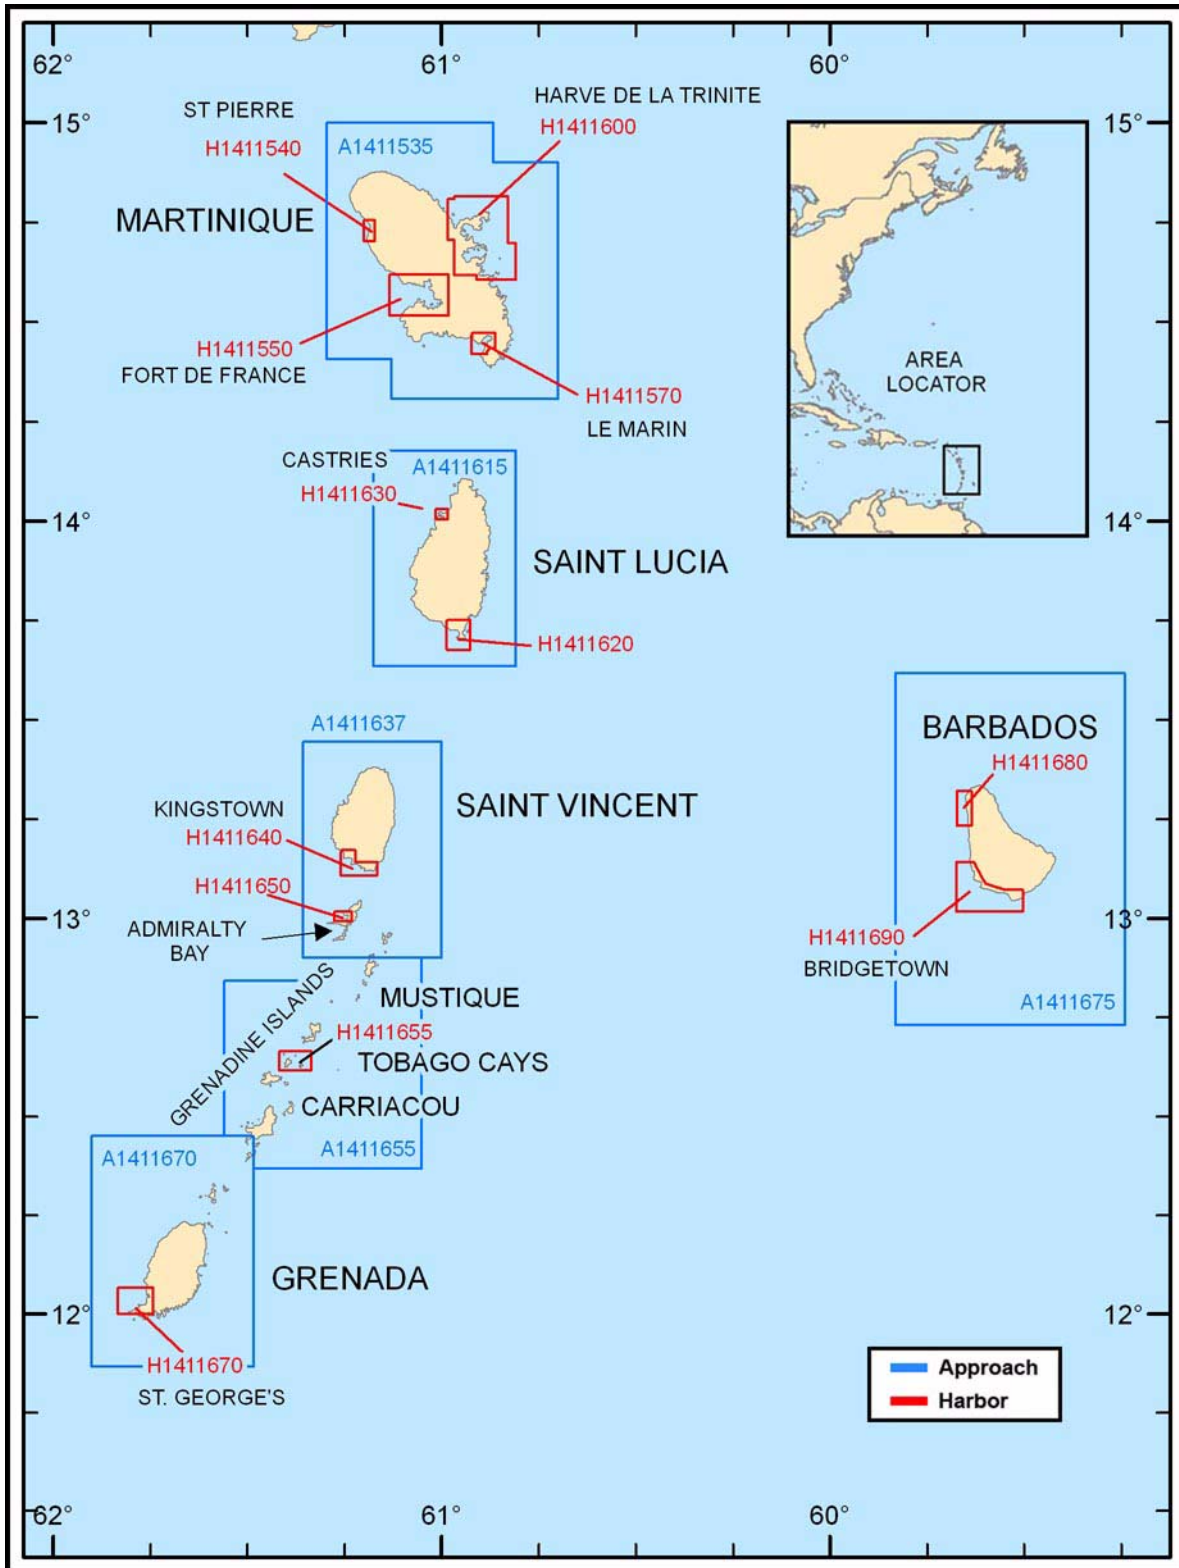 62°
61°
60°
HARVE DE LA TRINITE
ST PIERRE
H1411600
15°
15°
H1411540
A1411535
MARTINIQUE
H1411550
FORT DE FRANCE
AREA
LOCATOR
H1411570
LE MARIN
CASTRIES
A1411615
H1411630
14°
14°
SAINT LUCIA
H1411620
A1411637
BARBADOS
H1411680
KINGSTOWN
SAINT VINCENT
H1411640
H1411650
13°
13°
ADMIRALTY
BAY
H1411690
BRIDGETOWN
MUSTIQUE
A1411675
GRENADINE ISLANDS
H1411655
TOBAGO CAYS
CARRIACOU
A1411670
A1411655
GRENADA
12°
12°
H1411670
ST. GEORGE'S
Approach
Harbor
62°
61°
60°